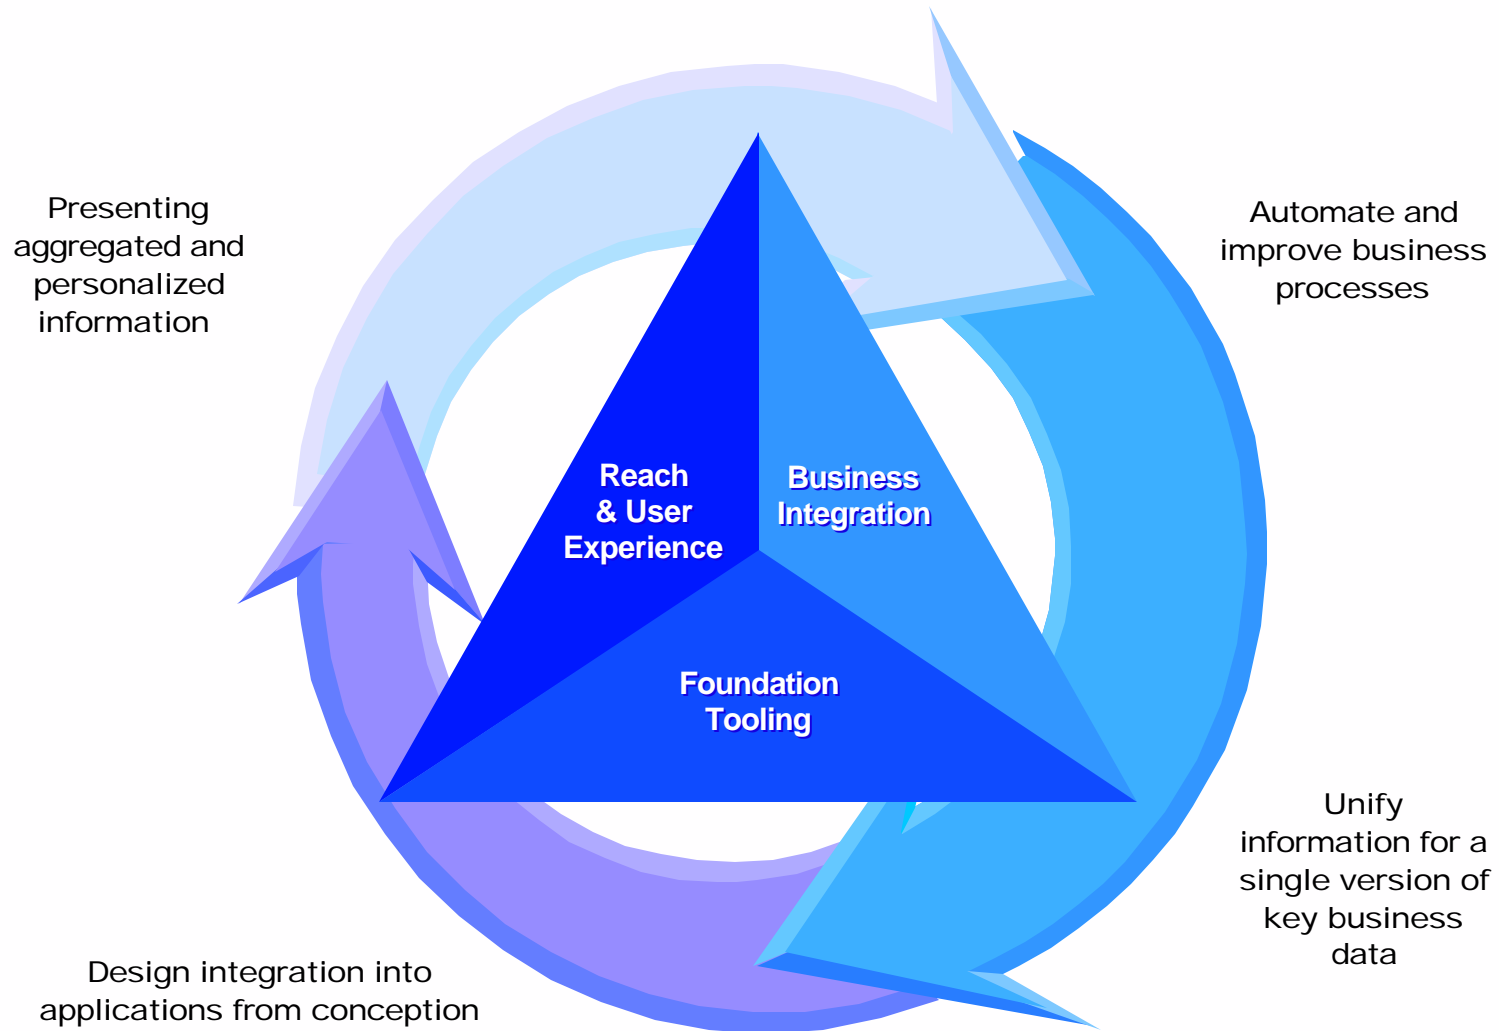 Presenting
aggregated and
personalized
information
Automate and
improve business
processes
Reach
& User
Experience
Business
Integration
Foundation
Tooling
Unify
information for a
single version of
key business
data
Design integration into
applications from conception